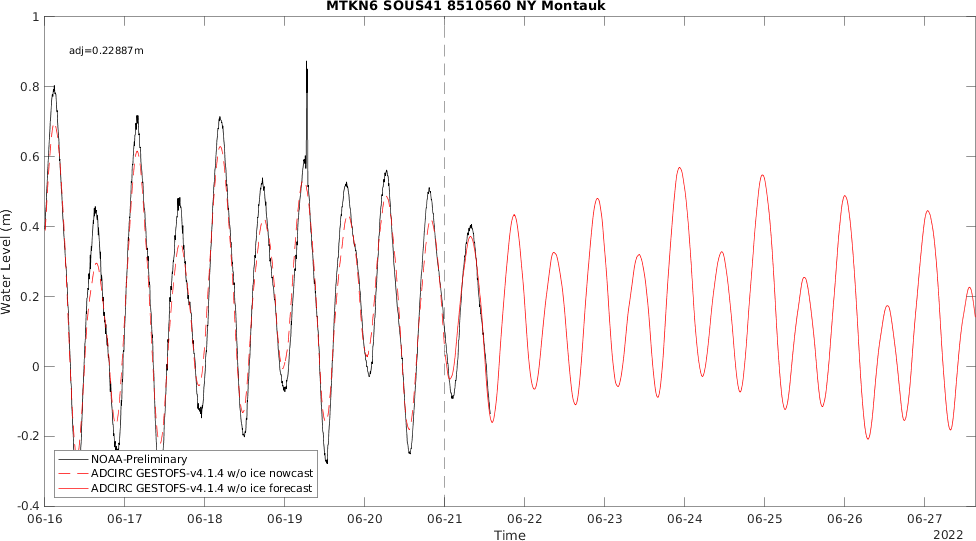 MTKN6 SOUS41 8510560 NY Montauk
adj=0.22887m
Water Level (m)
1
0.8
0.6
0.4
0.2
0
-0.2
-0.4
NOAA-Preliminary
ADCIRC GESTOFS-v4.1.4 w/o ice nowcast
ADCIRC GESTOFS-v4.1.4 w/o ice forecast
06-16 06-17 06-18 06-19 06-20 06-21 06-22 06-23 06-24 06-25 06-26 06-27
Time
2022